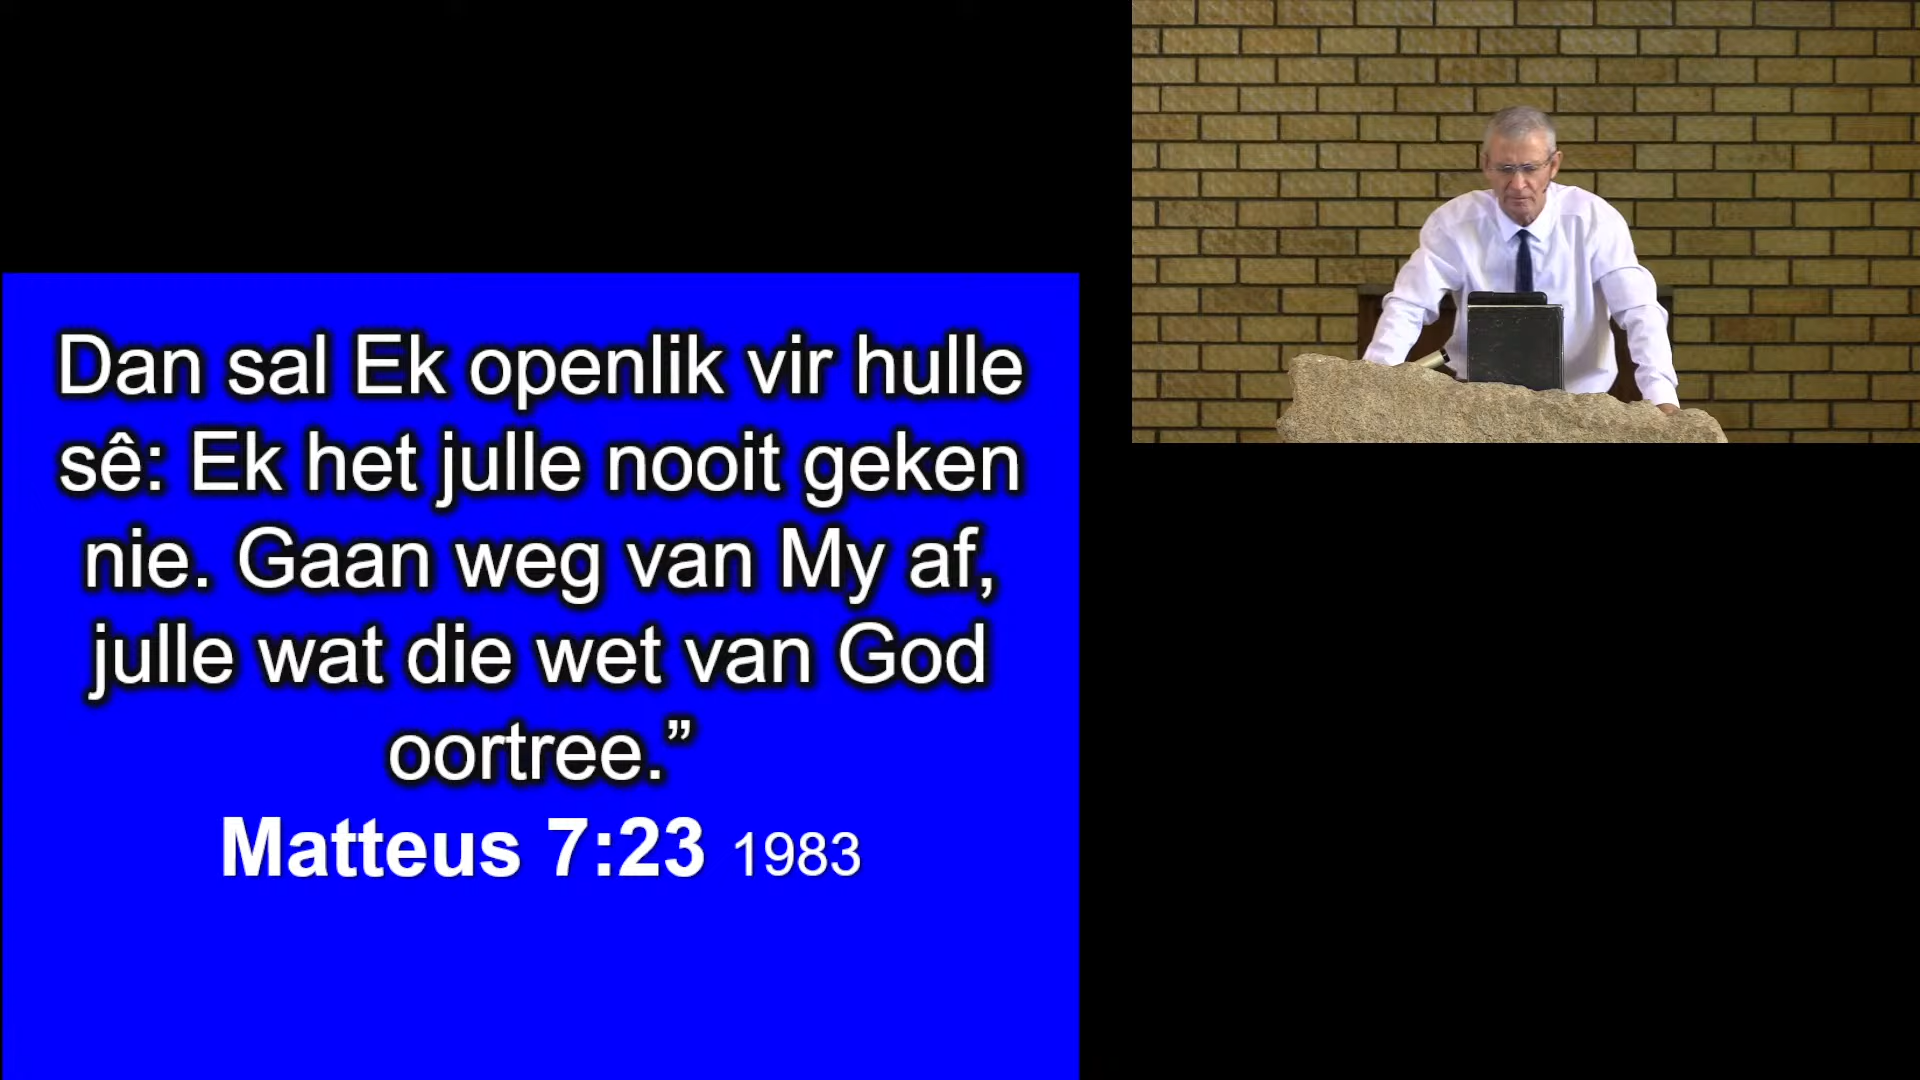 Dan sal Ek openlik vir hulle
sê: Ek het julle nooit geken
nie. Gaan weg van My af,
julle wat die wet van God
oortree.”
Matteus 7:23 1983